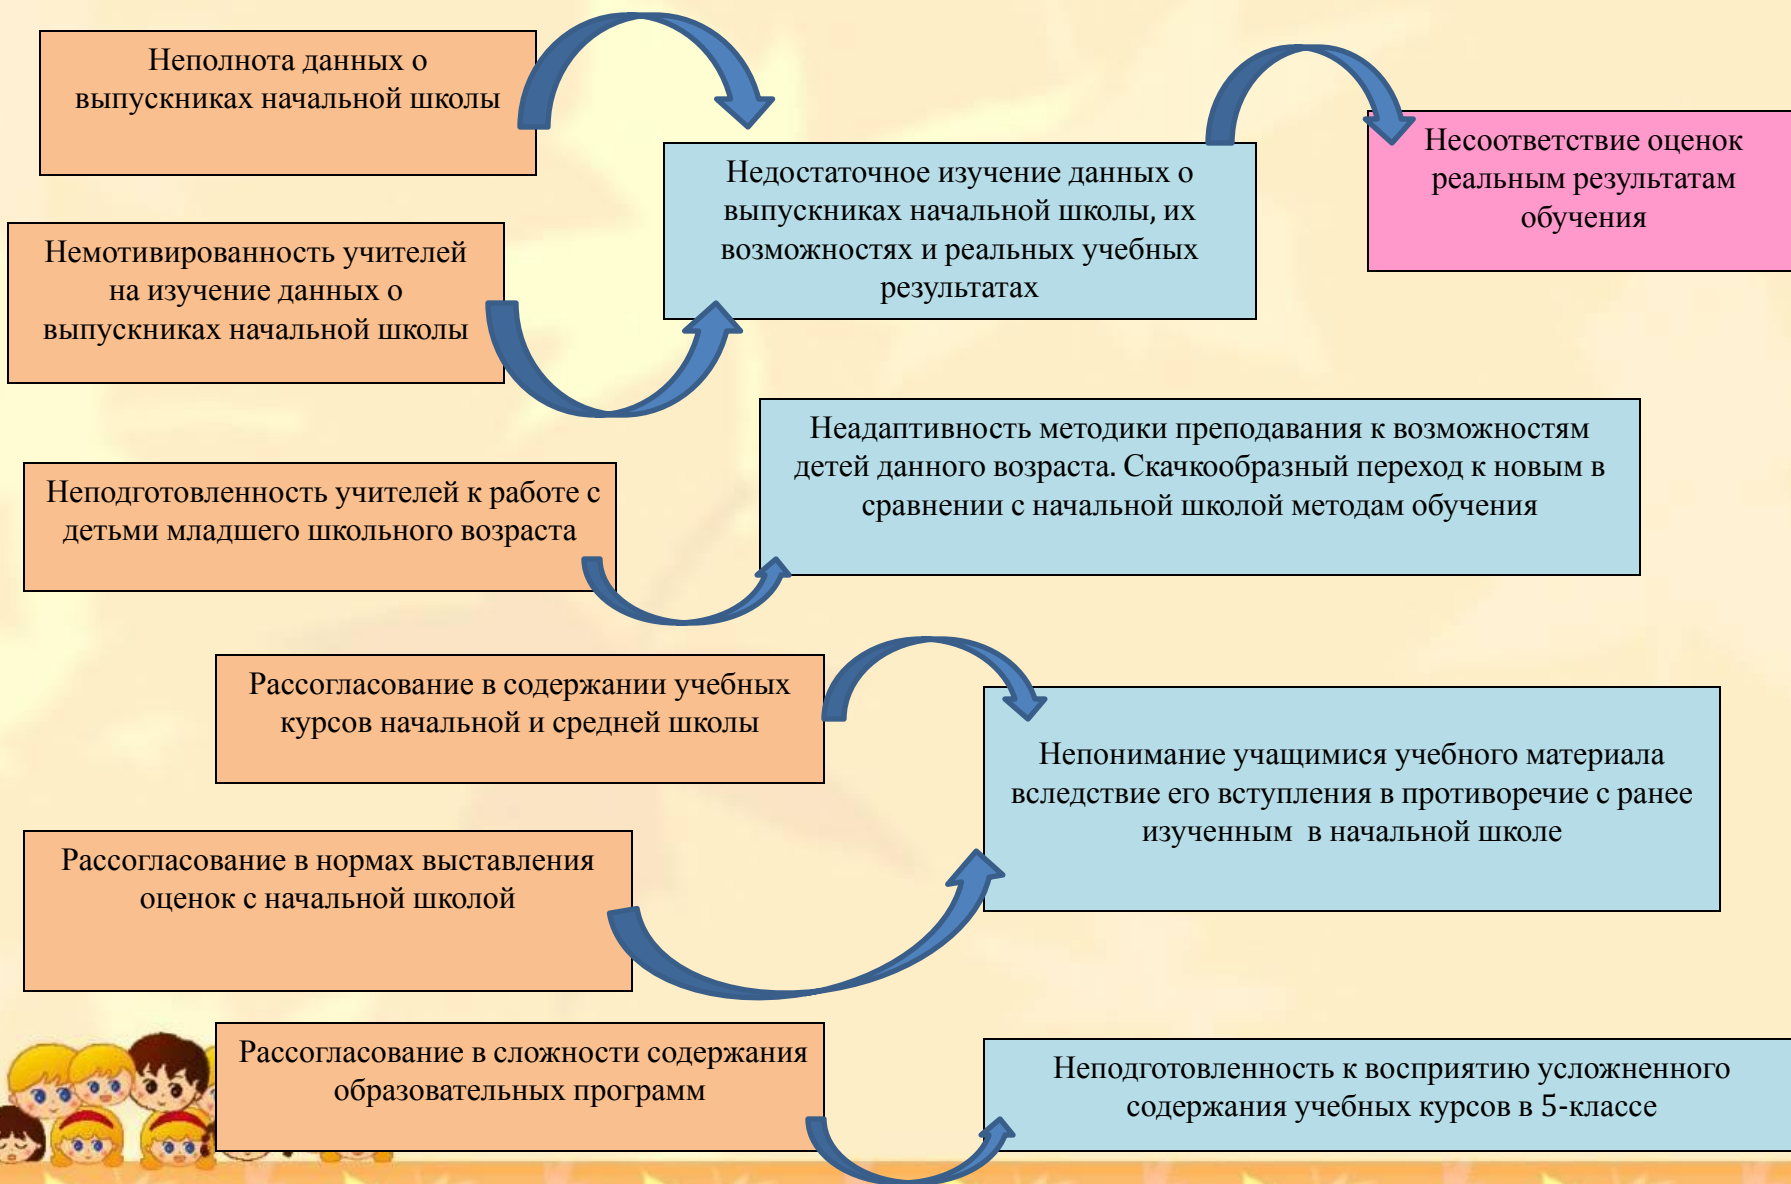 Неполнота данных о
выпускниках начальной школы
Недостаточное изучение данных о
выпускниках начальной школы, их
возможностях и реальных учебных
результатах
Несоответствие оценок
реальным результатам
обучения
Немотивированность учителей
на изучение данных о
выпускниках начальной школы
Неадаптивность методики преподавания к возможностям
детей данного возраста. Скачкообразный переход к новым в
сравнении с начальной школой методам обучения
Неподготовленность учителей к работе с
детьми младшего школьного возраста
Рассогласование в содержании учебных
курсов начальной и средней школы
Непонимание учащимися учебного материала
вследствие его вступления в противоречие с ранее
изученным в начальной школе
Рассогласование в нормах выставления
оценок с начальной школой
Рассогласование в сложности содержания
образовательных программ
Неподготовленность к восприятию усложненного
содержания учебных курсов в 5-классе